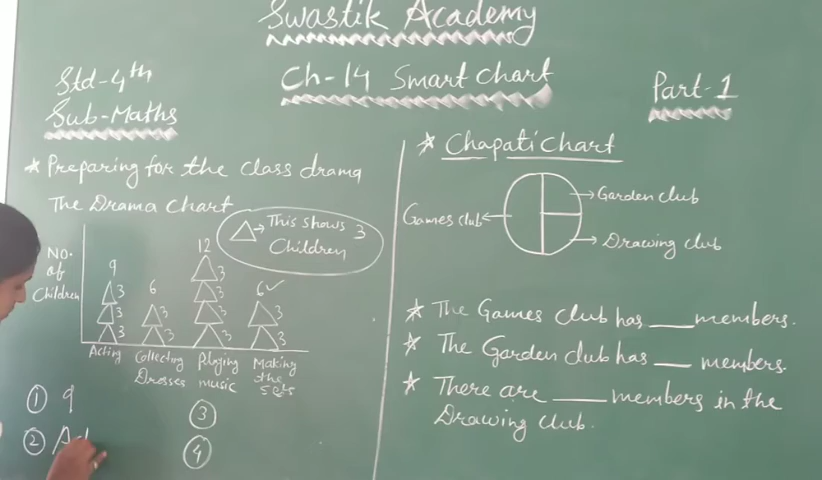 Swastik Academy
Std-4th
Ch-14 Smart Chart
Part-1
Sub-Maths
* Preparing for the class drama
The Drama chart
△→This shows 3
Children
No.
of
Children
9
3
3
3
Acting
6
3
3
Collecting
Dresses
12
3
3
3
3
Playing
music
6✓
3
3
Making
the
sets
① 9
②
③
④
* Chapati Chart
Games club
Garden club
Drawing club
* The Games club has ___ members.
* The Garden club has ___ members.
* There are ___ members in the
Drawing club.